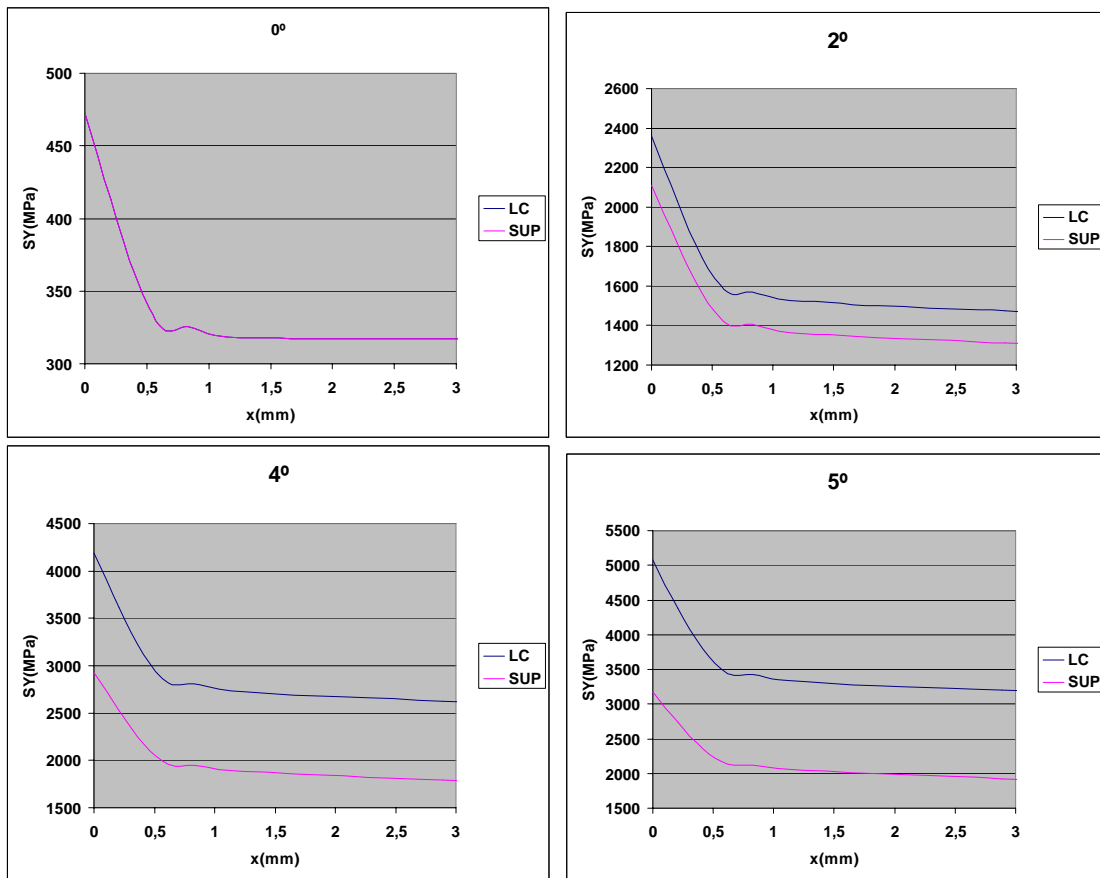 0º
SY(MPa)
500
450
400
350
300
0 0,5 1 1,5 2 2,5 3
x(mm)
LC
SUP
2º
SY(MPa)
2600
2400
2200
2000
1800
1600
1400
1200
0 0,5 1 1,5 2 2,5 3
x(mm)
LC
SUP
4º
SY(MPa)
4500
4000
3500
3000
2500
2000
1500
0 0,5 1 1,5 2 2,5 3
x(mm)
LC
SUP
5º
SY(MPa)
5500
5000
4500
4000
3500
3000
2500
2000
1500
0 0,5 1 1,5 2 2,5 3
x(mm)
LC
SUP